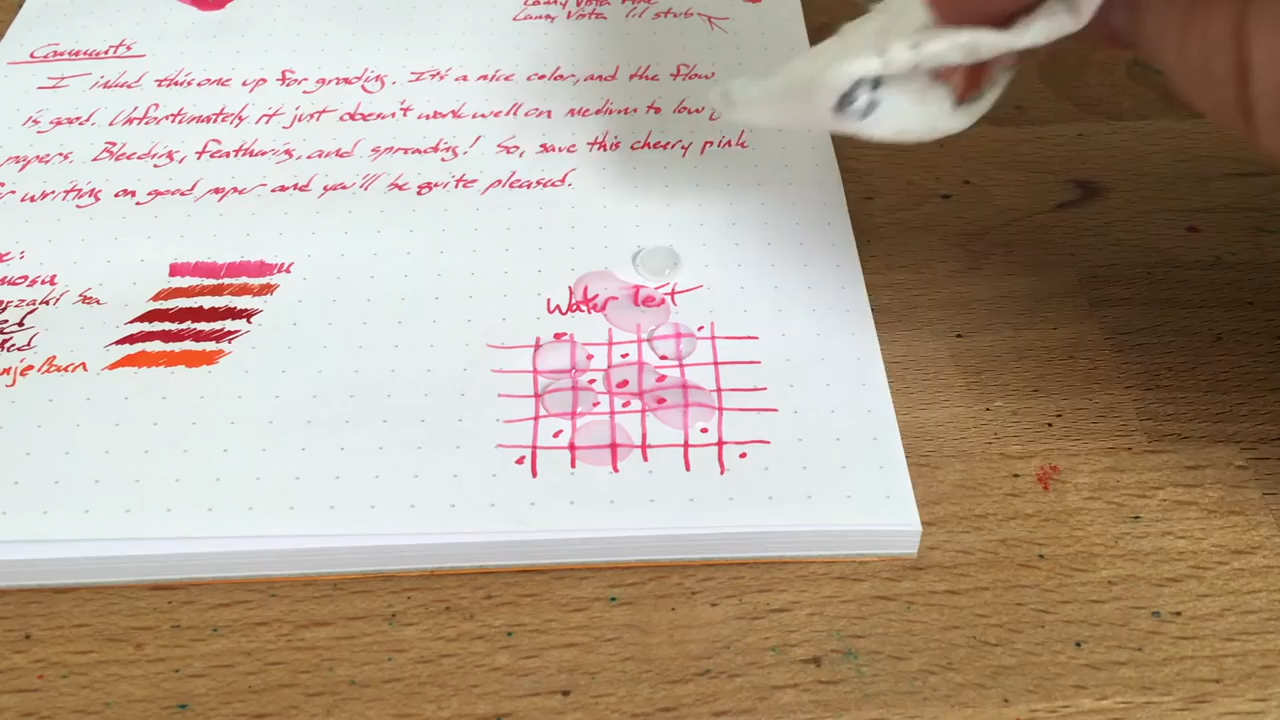 Lamy Vista fine
Lamy Vista lil stub
Comments
I inked this one up for grading. It's a nice color, and the flow
is good. Unfortunately it just doesn't work well on medium to low
papers. Bleeding, feathering, and spreading! So, save this cheery pink
writing on good paper and you'll be quite pleased.
Water Test